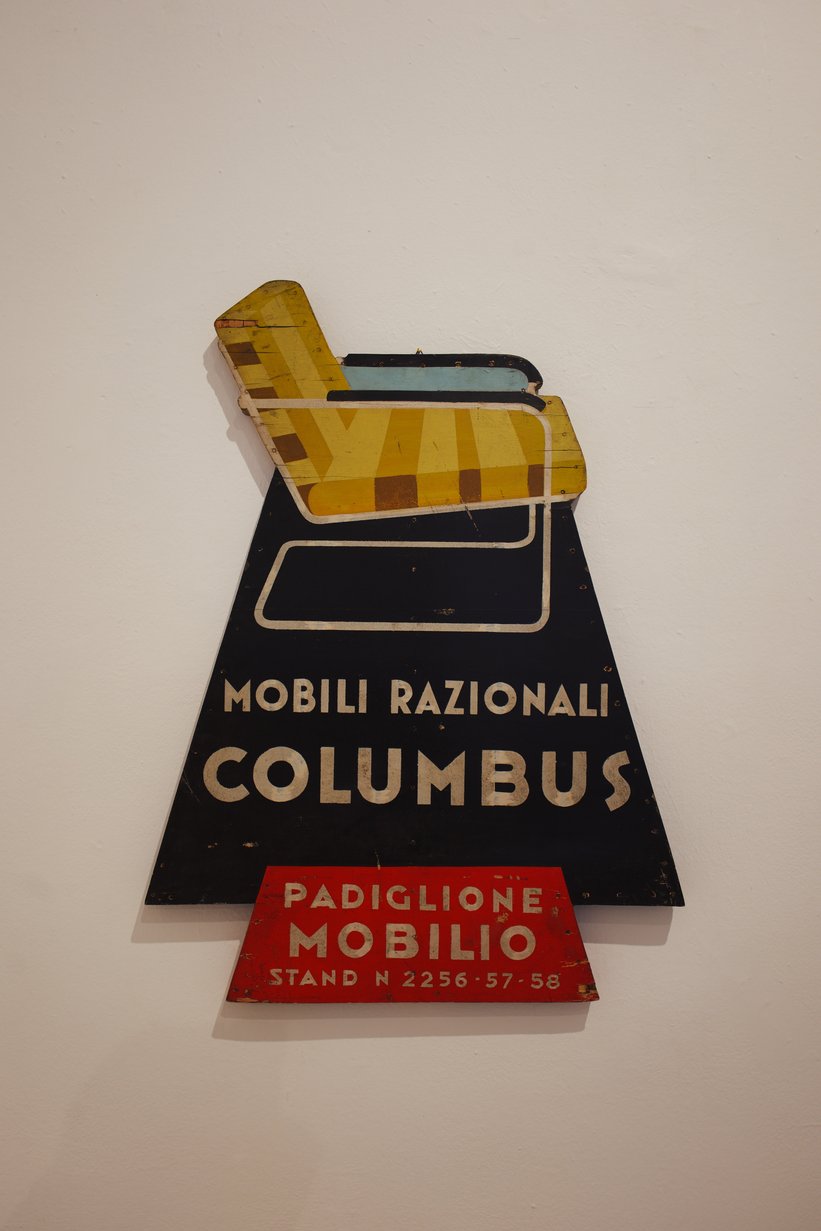 MOBILI RAZIONALI
COLUMBUS
PADIGLIONE
MOBILIO
STAND N 2256-57-58